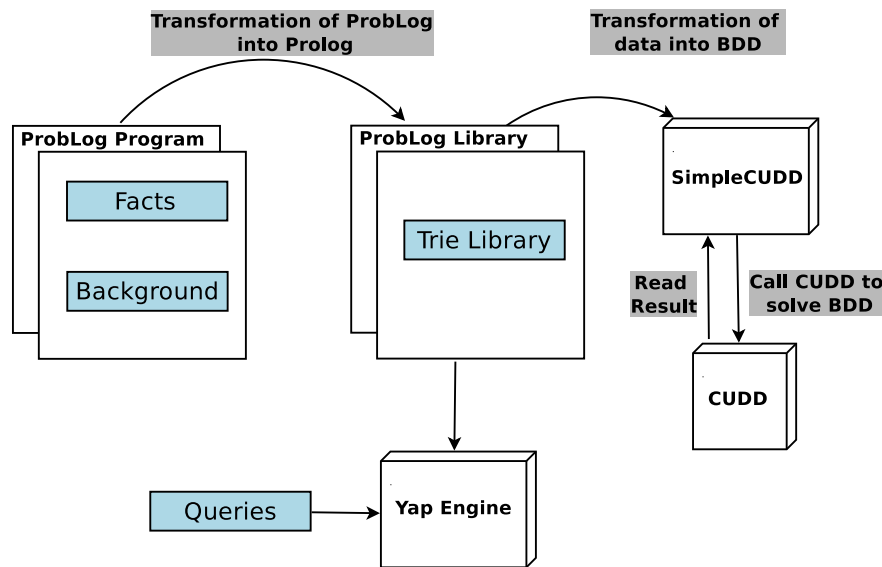 Transformation of ProbLog
into Prolog
Transformation of
data into BDD
ProbLog Program
Facts
Background
ProbLog Library
Trie Library
SimpleCUDD
Read
Result
Call CUDD to
solve BDD
CUDD
Queries
Yap Engine